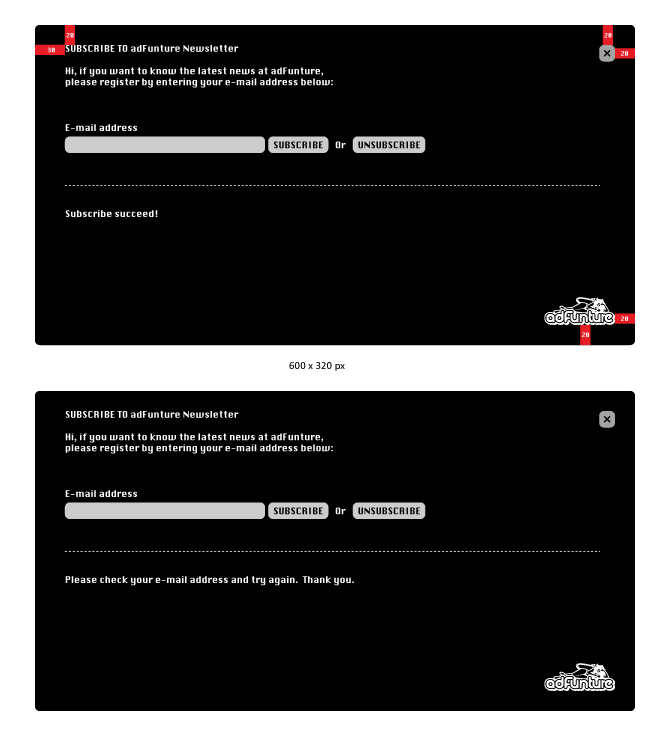 20
20
30
SUBSCRIBE TO adFunture Newsletter
20
Hi, if you want to know the latest news at adFunture,
please register by entering your e-mail address below:
E-mail address
SUBSCRIBE Or UNSUBSCRIBE
Subscribe succeed!
adFunture
20
20
600 x 320 px
SUBSCRIBE TO adFunture Newsletter
Hi, if you want to know the latest news at adFunture,
please register by entering your e-mail address below:
E-mail address
SUBSCRIBE Or UNSUBSCRIBE
Please check your e-mail address and try again. Thank you.
adFunture